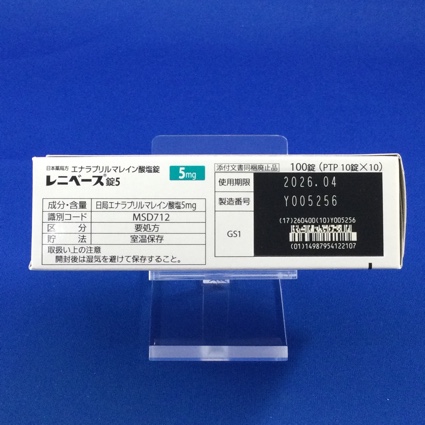 日本薬局方 エナラプリルマレイン酸塩錠
レニベース®錠5
5mg
成分・含量 日局エナラプリルマレイン酸塩5mg
識別コード MSD712
区分 要処方
貯法 室温保存
取扱い上の注意
開封後は湿気を避けて保存すること。
添付文書同梱廃止品 100錠（PTP 10錠×10）
使用期限 2026.04
製造番号 Y005256
GS1
(17)260400(10)Y005256
(01)14987954122107